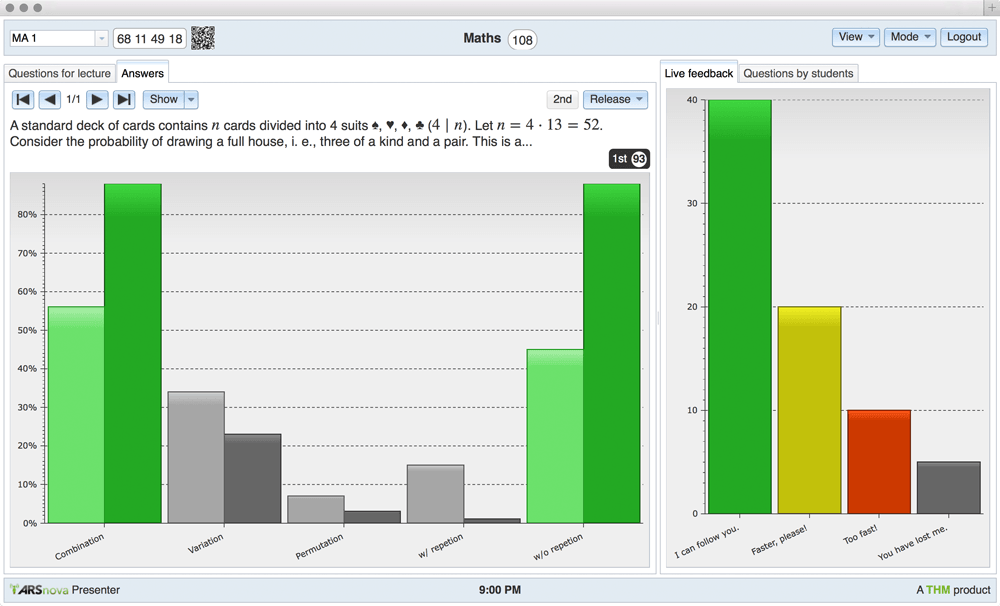 MA 1
68 11 49 18
Maths 108
View
Mode
Logout
Questions for lecture
Answers
1/1
Show
2nd
Release
A standard deck of cards contains n cards divided into 4 suits ♠, ♥, ♦, ♣ (4 | n). Let n = 4 · 13 = 52.
Consider the probability of drawing a full house, i. e., three of a kind and a pair. This is a...
1st 93
80%
70%
60%
50%
40%
30%
20%
10%
0%
Combination
Variation
Permutation
w/ repetion
w/o repetion
Live feedback
Questions by students
40
30
20
10
0
I can follow you.
Faster, please!
Too fast!
You have lost me.
ARSnova Presenter
9:00 PM
A THM product